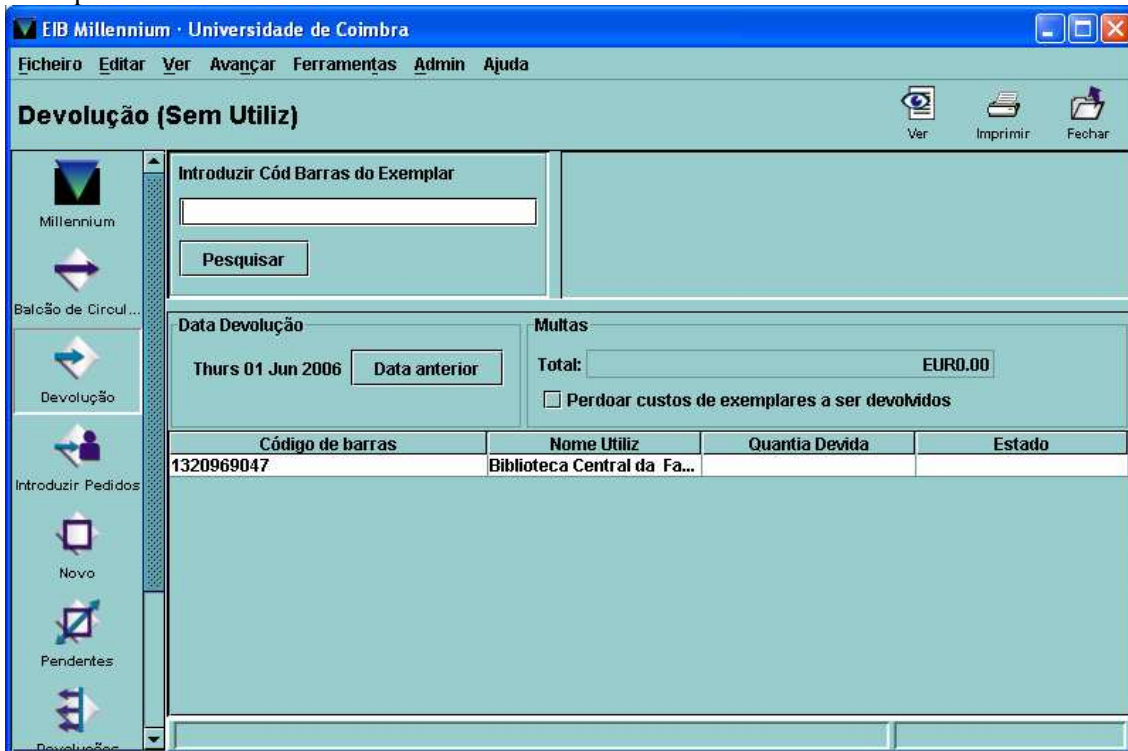 EIB Millennium · Universidade de Coimbra
Ficheiro Editar Ver Avançar Ferramentas Admin Ajuda
Devolução (Sem Utiliz)
Ver Imprimir Fechar
Millennium
Balcão de Circul...
Devolução
Introduzir Pedidos
Novo
Pendentes
Devoluções
Introduzir Cód Barras do Exemplar
Pesquisar
Data Devolução
Thurs 01 Jun 2006 Data anterior
Multas
Total: EUR0.00
Perdoar custos de exemplares a ser devolvidos
Código de barras Nome Utiliz Quantia Devida Estado
1320969047 Biblioteca Central da Fa...